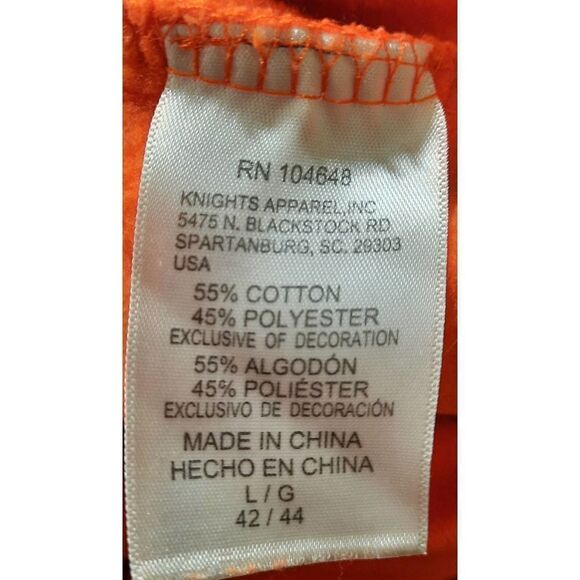 RN 104648
KNIGHTS APPAREL,INC
5475 N. BLACKSTOCK RD
SPARTANBURG, SC. 29303
USA
55% COTTON
45% POLYESTER
EXCLUSIVE OF DECORATION
55% ALGODÓN
45% POLIÉSTER
EXCLUSIVO DE DECORACIÓN
MADE IN CHINA
HECHO EN CHINA
L / G
42 / 44